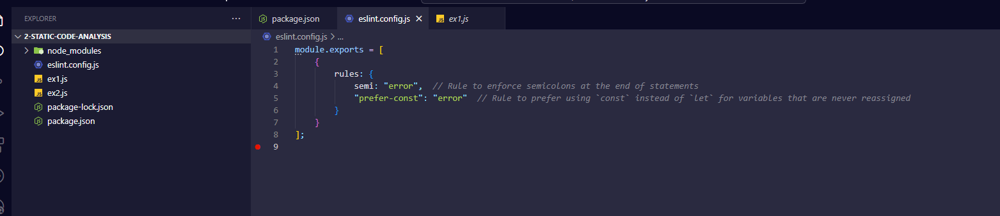 EXPLORER ...
2-STATIC-CODE-ANALYSIS
node_modules
eslint.config.js
JS ex1.js
JS ex2.js
package-lock.json
package.json
package.json
eslint.config.js
JS ex1.js
eslint.config.js > ...
1 module.exports = [
2 {
3 rules: {
4 semi: "error", // Rule to enforce semicolons at the end of statements
5 "prefer-const": "error" // Rule to prefer using `const` instead of `let` for variables that are never reassigned
6 }
7 }
8 ];
9